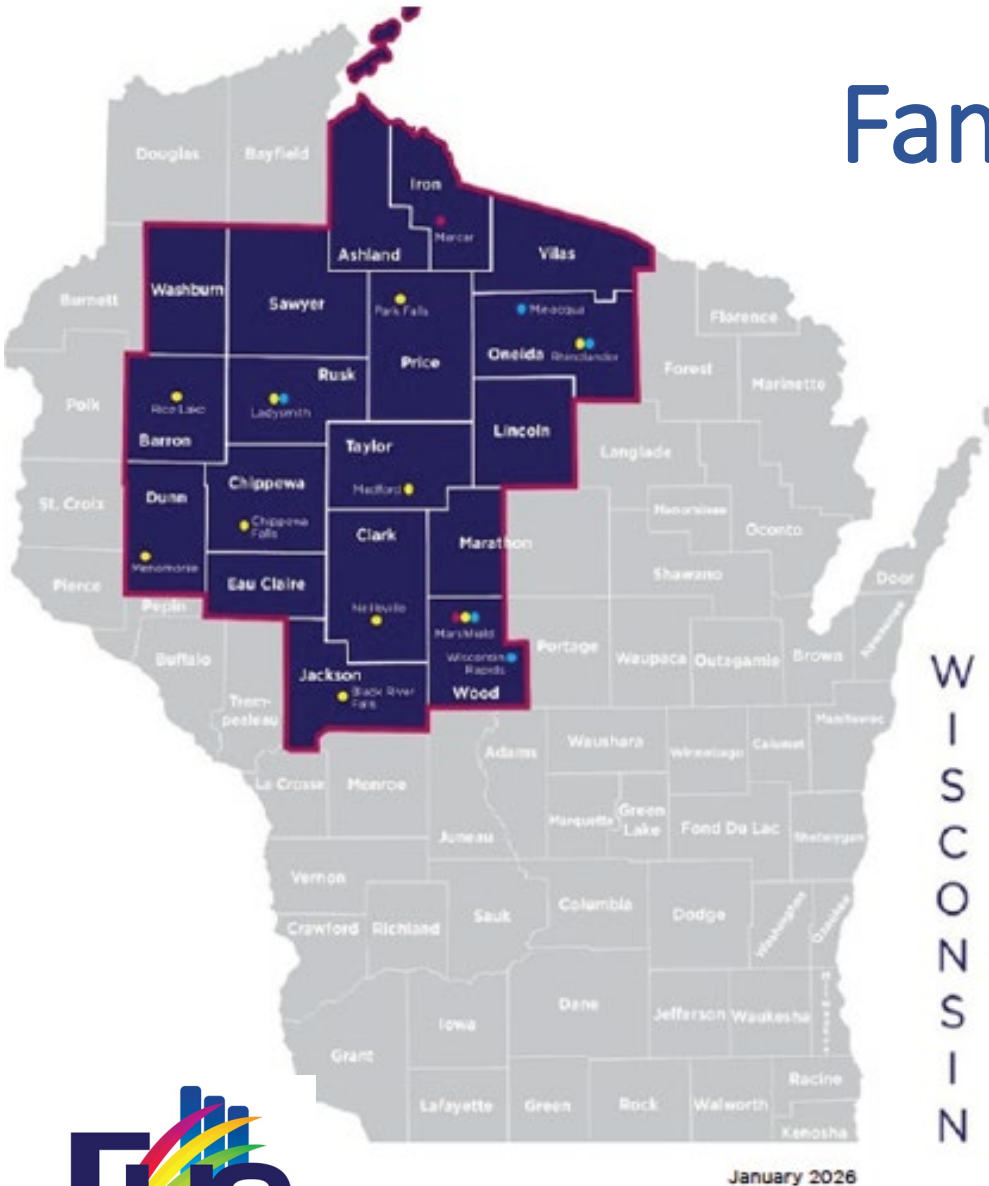 Fam
Douglas
Bayfield
Iron
Mercer
Ashland
Villas
Burnett
Washburn
Sawyer
Park Falls
Minocqua
Florence
Price
Oneida Rhinelander
Rusk
Forest
Marinette
Polk
Rice Lake
Ladysmith
Barron
Lincoln
Taylor
Langlade
Chippewa
Medford
St. Croix
Dunn
Menominee
Chippewa
Falls
Clark
Marathon
Oconto
Menomonie
Shawano
Pierce
Eau Claire
Door
Pepin
Neillsville
Marshfield
Kewaunee
Buffalo
Portage
Waupaca
Outagamie
Brown
Wisconsin
Rapids
Jackson
Black River
Falls
Wood
Trem-
pealeau
Manitowoc
Adams
Waushara
Winnebago
Calumet
La Crosse
Monroe
Marquette
Green
Lake
Fond Du Lac
Sheboygan
Juneau
Vernon
Sauk
Columbia
Dodge
Washington
Ozaukee
Crawford
Richland
Dane
Jefferson
Waukesha
Iowa
Grant
Racine
Lafayette
Green
Rock
Walworth
Kenosha
WISCONSIN
January 2026